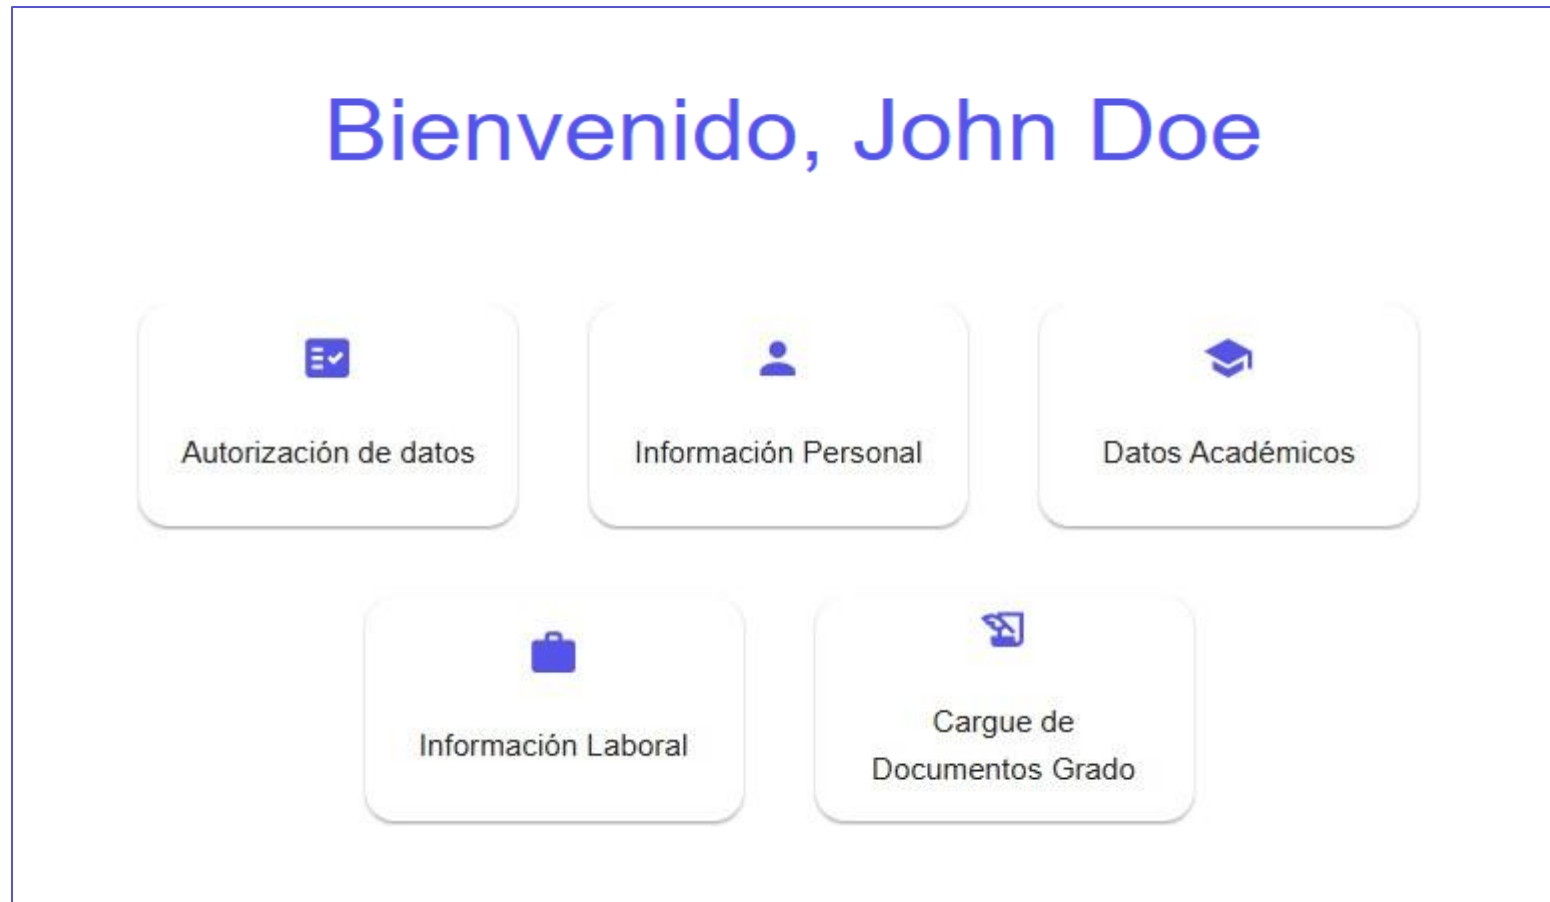 Bienvenido, John Doe
Autorización de datos
Información Personal
Datos Académicos
Información Laboral
Cargue de
Documentos Grado